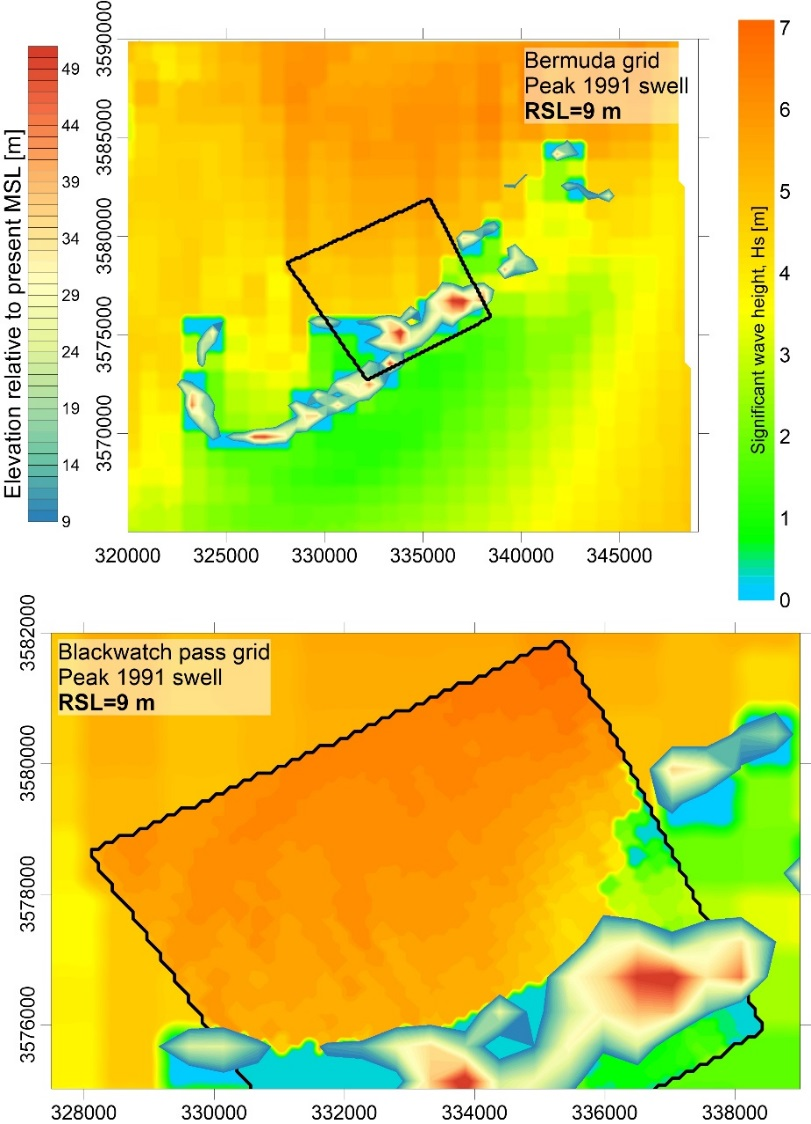 Elevation relative to present MSL [m]
49
44
39
34
29
24
19
14
9
3590000
3585000
3580000
3575000
3570000
Bermuda grid
Peak 1991 swell
RSL=9 m
320000 325000 330000 335000 340000 345000
7
6
5
4
3
2
1
0
Significant wave height, Hs [m]
3582000
3580000
3578000
3576000
Blackwatch pass grid
Peak 1991 swell
RSL=9 m
328000 330000 332000 334000 336000 338000